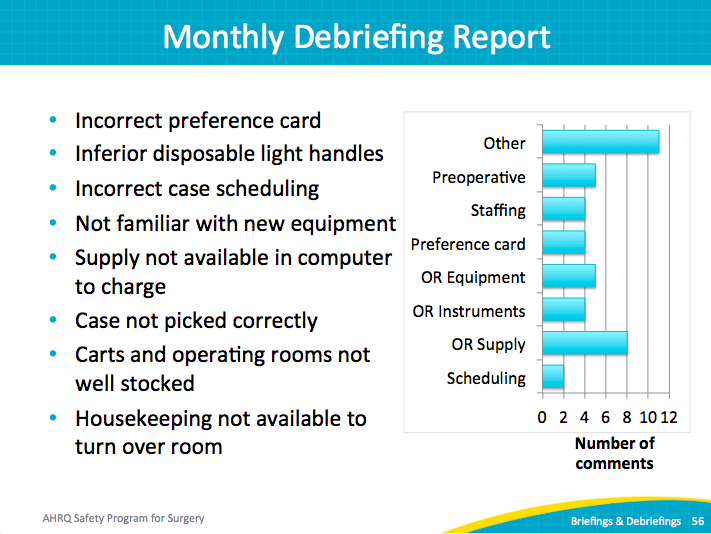 Monthly Debriefing Report
• Incorrect preference card
• Inferior disposable light handles
• Incorrect case scheduling
• Not familiar with new equipment
• Supply not available in computer
to charge
• Case not picked correctly
• Carts and operating rooms not
well stocked
• Housekeeping not available to
turn over room
Other
Preoperative
Staffing
Preference card
OR Equipment
OR Instruments
OR Supply
Scheduling
0 2 4 6 8 10 12
Number of
comments
AHRQ Safety Program for Surgery
Briefings & Debriefings 56